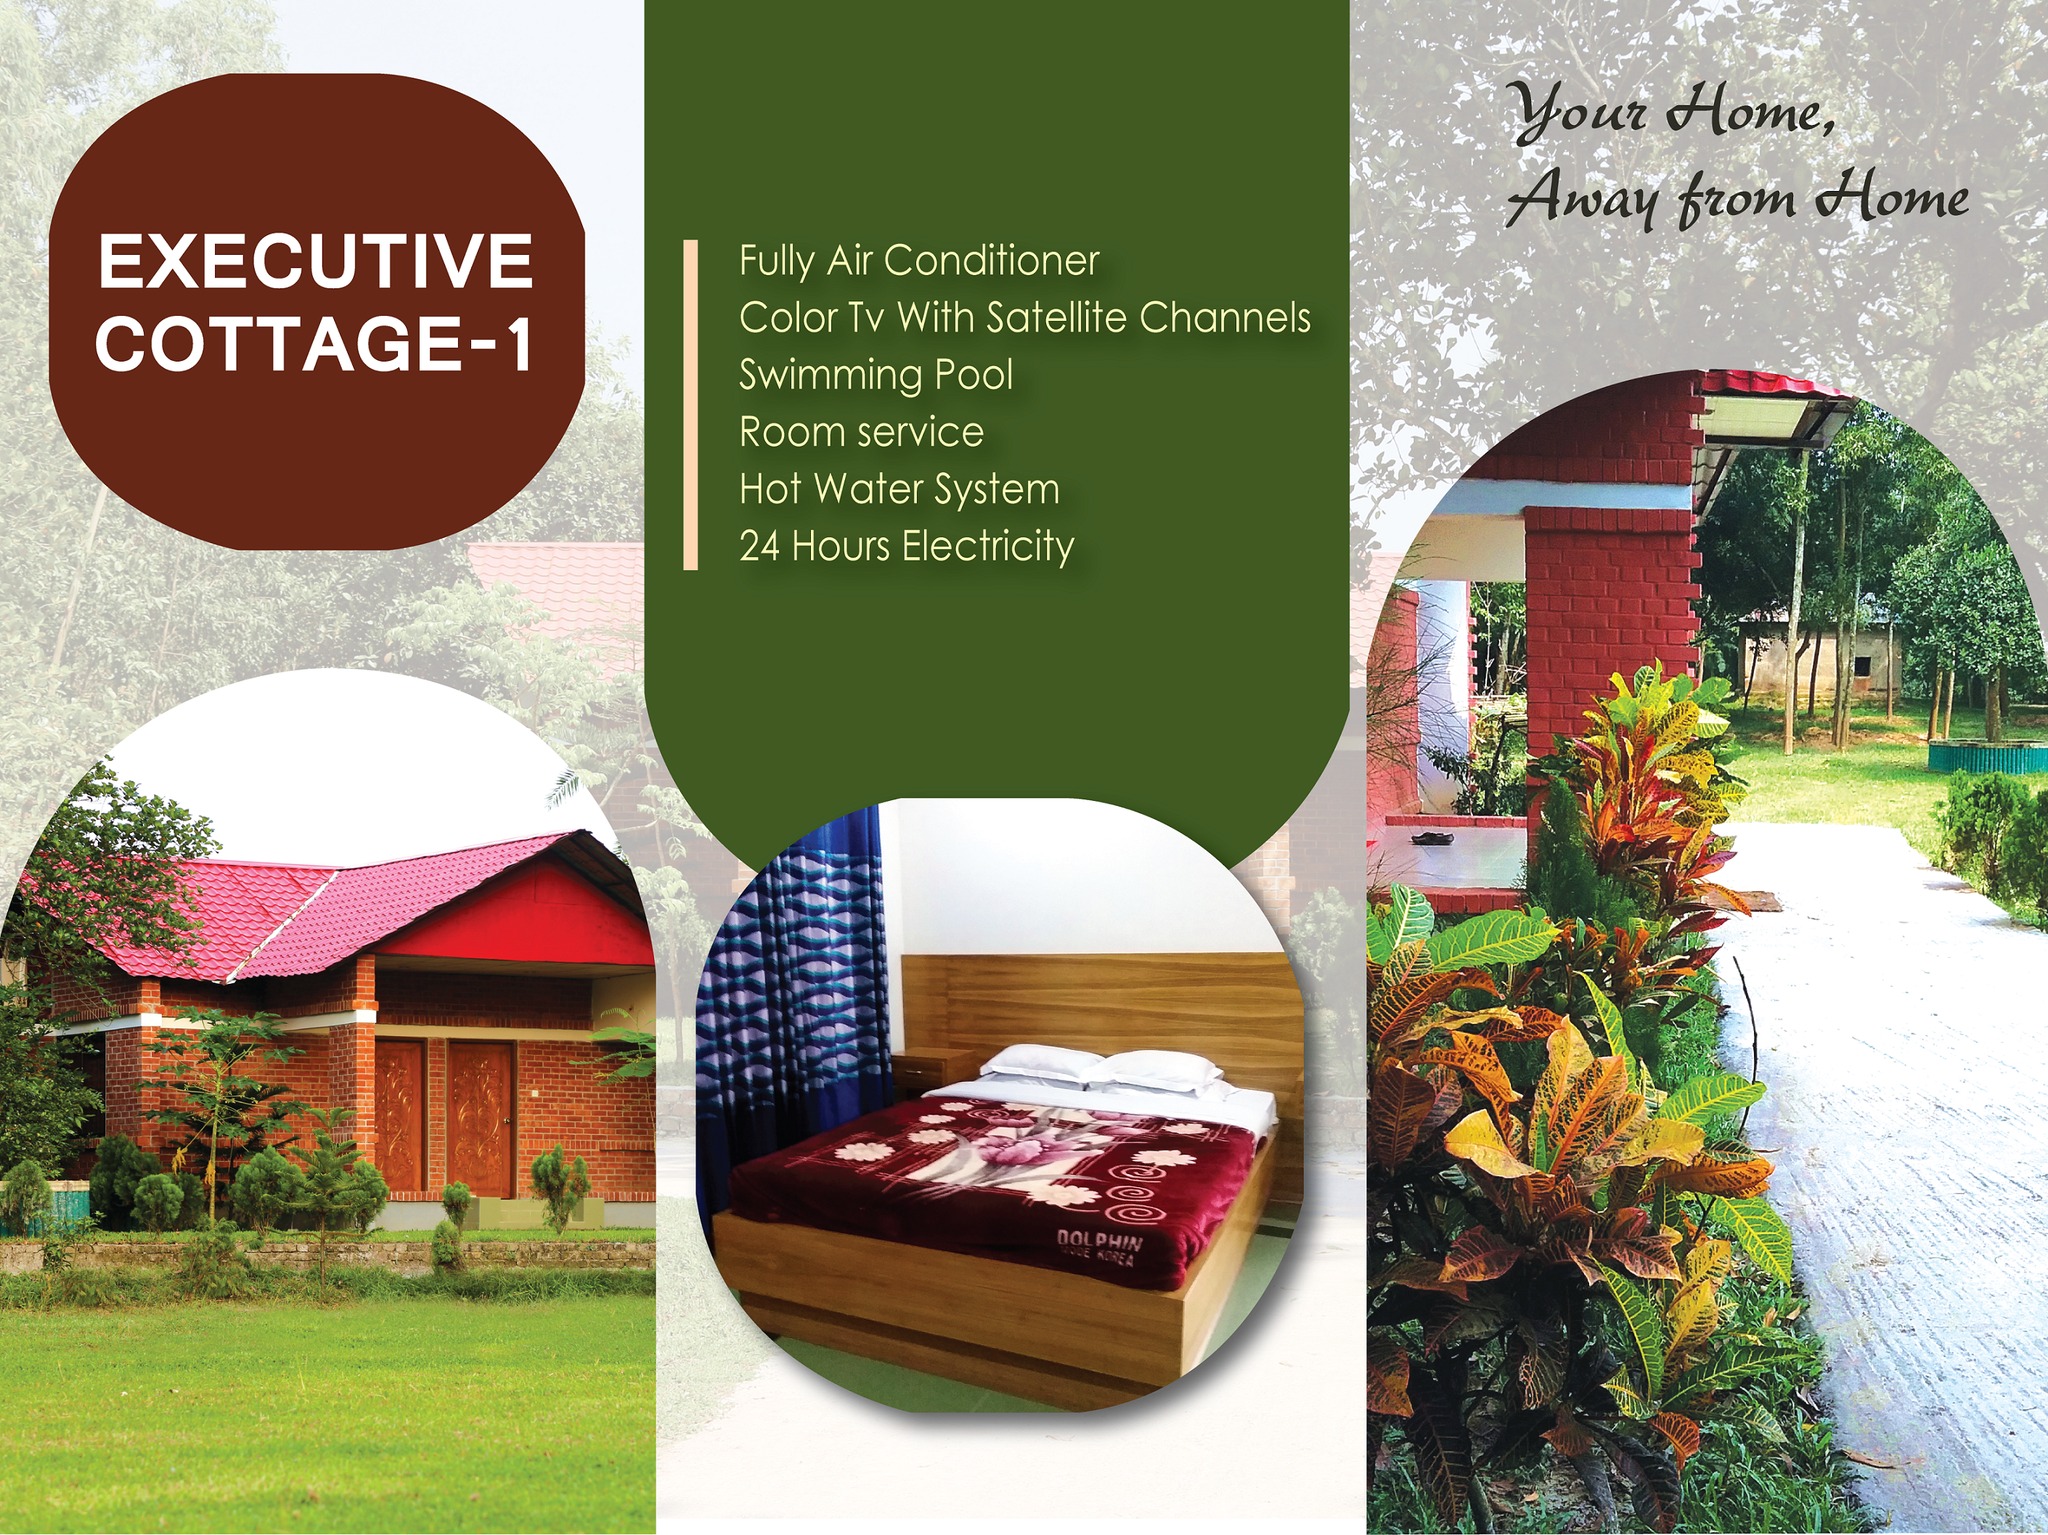 EXECUTIVE
COTTAGE-1
Fully Air Conditioner
Color Tv With Satellite Channels
Swimming Pool
Room service
Hot Water System
24 Hours Electricity
Your Home,
Away from Home
DOLPHIN
KOREA